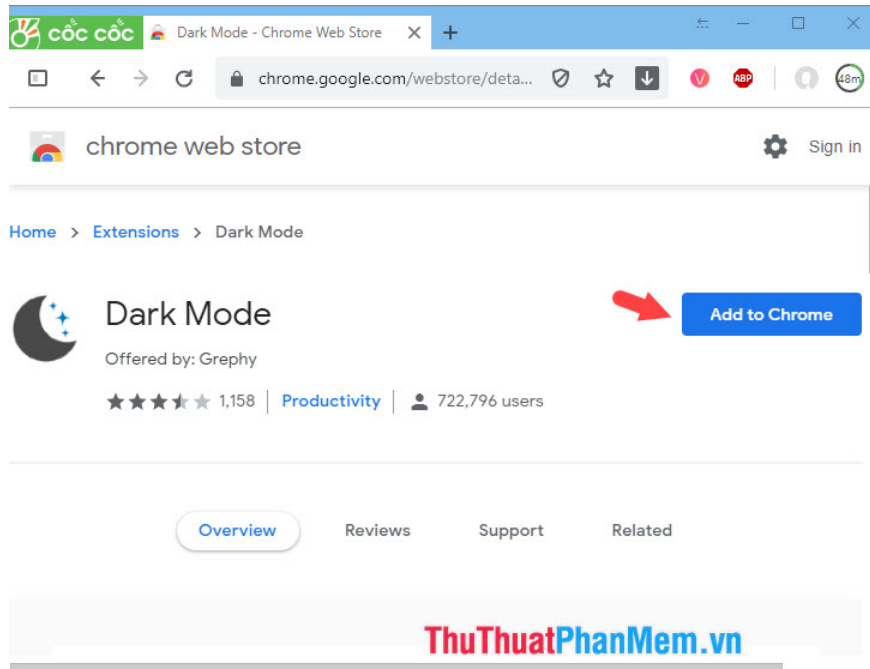 cốc cốc Dark Mode - Chrome Web Store
chrome.google.com/webstore/deta... V ABP 48m
chrome web store Sign in
Home > Extensions > Dark Mode
Dark Mode
Add to Chrome
Offered by: Grephy
1,158 Productivity 722,796 users
Overview Reviews Support Related
ThuThuatPhanMem.vn